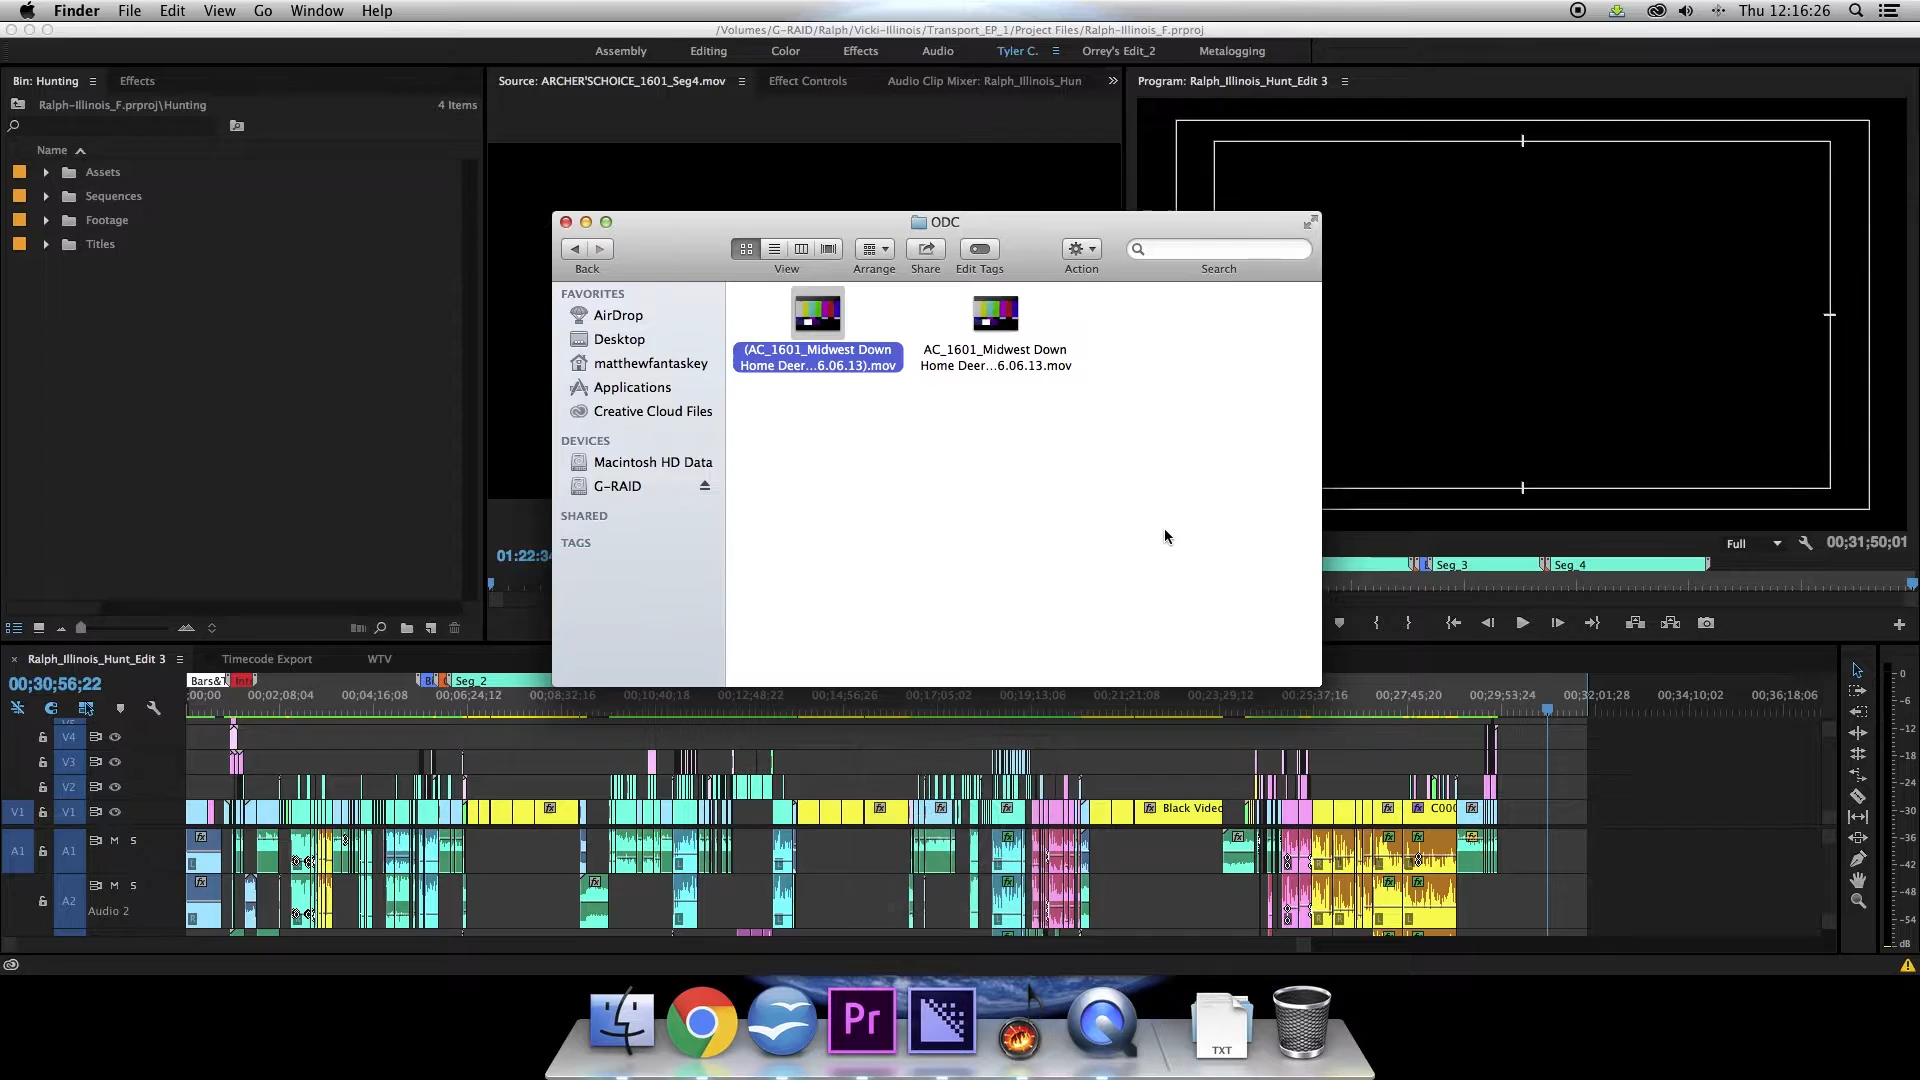 Finder File Edit View Go Window Help
Thu 12:16:26
/Volumes/G-RAID/Ralph/Vicki-Illinois/Transport_EP_1/Project Files/Ralph-Illinois_F.prproj
Assembly Editing Color Effects Audio Tyler C. Orrey's Edit_2 Metalogging
Bin: Hunting Effects
Source: ARCHER'SCHOICE_1601_Seg4.mov Effect Controls Audio Clip Mixer: Ralph_Illinois_Hun
Program: Ralph_Illinois_Hunt_Edit 3
Ralph-Illinois_F.prproj\Hunting 4 Items
Name
Assets
Sequences
Footage
Titles
ODC
Back View Arrange Share Edit Tags Action Search
FAVORITES
AirDrop
Desktop
matthewfantaskey
Applications
Creative Cloud Files
DEVICES
Macintosh HD Data
G-RAID
SHARED
TAGS
(AC_1601_Midwest Down
Home Deer...6.06.13).mov
AC_1601_Midwest Down
Home Deer...6.06.13.mov
Full 00;31;50;01
Seg_3 Seg_4
Ralph_Illinois_Hunt_Edit 3 Timecode Export WTV
00;30;56;22
Bars&T Seg_2
;00;00 00;02;08;04 00;04;16;08 00;06;24;12 00;08;32;16 00;10;40;18 00;12;48;22 00;14;56;26 00;17;05;02 00;19;13;06 00;21;21;08 00;23;29;12 00;25;37;16 00;27;45;20 00;29;53;24 00;32;01;28 00;34;10;02 00;36;18;06
V4
V3
V2
V1 V1
Black Video
A1 A1 M S
A2 M S
Audio 2
0
-6
-12
-18
-24
-30
-36
-42
-48
-54
dB
Pr
TXT